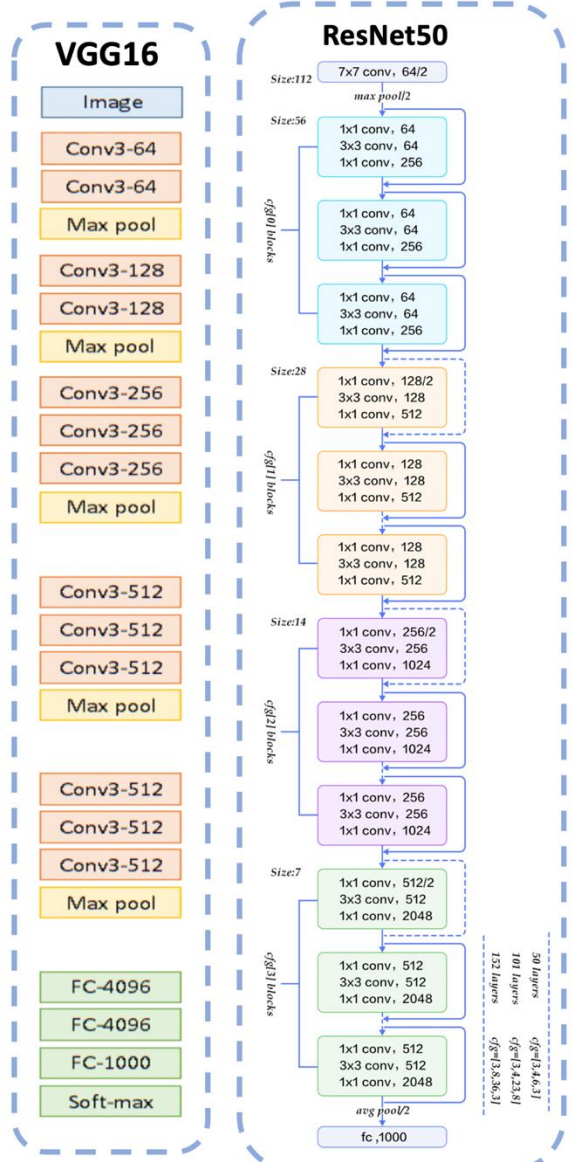 VGG16
Image
Conv3-64
Conv3-64
Max pool
Conv3-128
Conv3-128
Max pool
Conv3-256
Conv3-256
Conv3-256
Max pool
Conv3-512
Conv3-512
Conv3-512
Max pool
Conv3-512
Conv3-512
Conv3-512
Max pool
FC-4096
FC-4096
FC-1000
Soft-max
ResNet50
Size:112
7x7 conv, 64/2
max pool/2
Size:56
cfg[0] blocks
1x1 conv, 64
3x3 conv, 64
1x1 conv, 256
1x1 conv, 64
3x3 conv, 64
1x1 conv, 256
1x1 conv, 64
3x3 conv, 64
1x1 conv, 256
Size:28
cfg[1] blocks
1x1 conv, 128/2
3x3 conv, 128
1x1 conv, 512
1x1 conv, 128
3x3 conv, 128
1x1 conv, 512
1x1 conv, 128
3x3 conv, 128
1x1 conv, 512
Size:14
cfg[2] blocks
1x1 conv, 256/2
3x3 conv, 256
1x1 conv, 1024
1x1 conv, 256
3x3 conv, 256
1x1 conv, 1024
1x1 conv, 256
3x3 conv, 256
1x1 conv, 1024
Size:7
cfg[3] blocks
1x1 conv, 512/2
3x3 conv, 512
1x1 conv, 2048
1x1 conv, 512
3x3 conv, 512
1x1 conv, 2048
1x1 conv, 512
3x3 conv, 512
1x1 conv, 2048
50 layers cfg=[3,4,6,3]
101 layers cfg=[3,4,23,8]
152 layers cfg=[3,8,36,3]
avg pool/2
fc ,1000